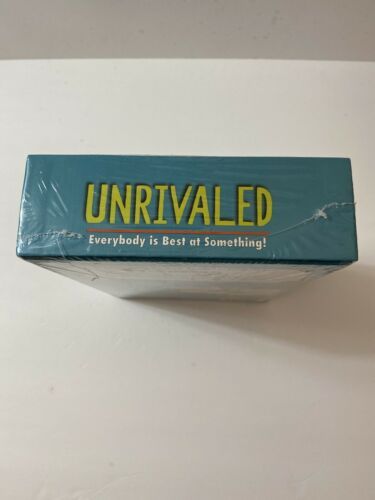 UNRIVALED
Everybody is Best at Something!